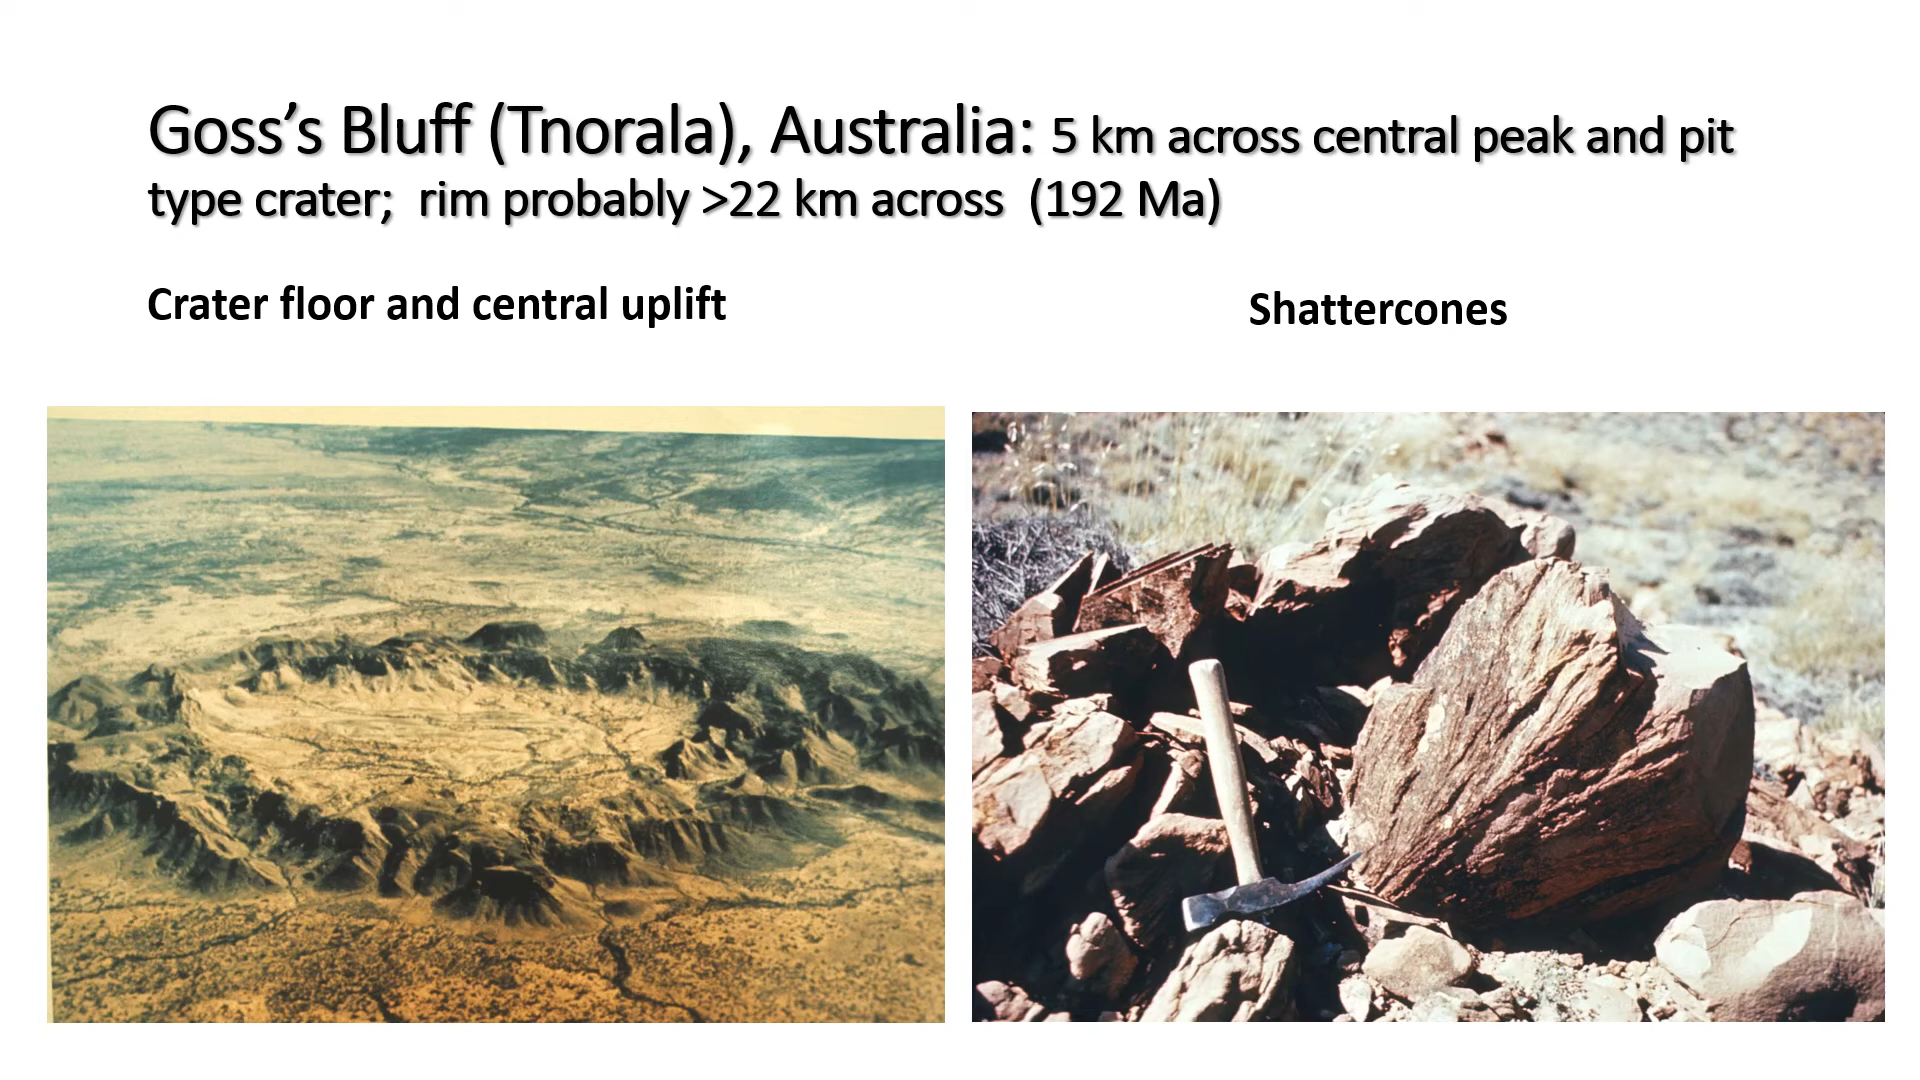 Goss’s Bluff (Tnorala), Australia: 5 km across central peak and pit
type crater;  rim probably >22 km across  (192 Ma)
Crater floor and central uplift
Shattercones